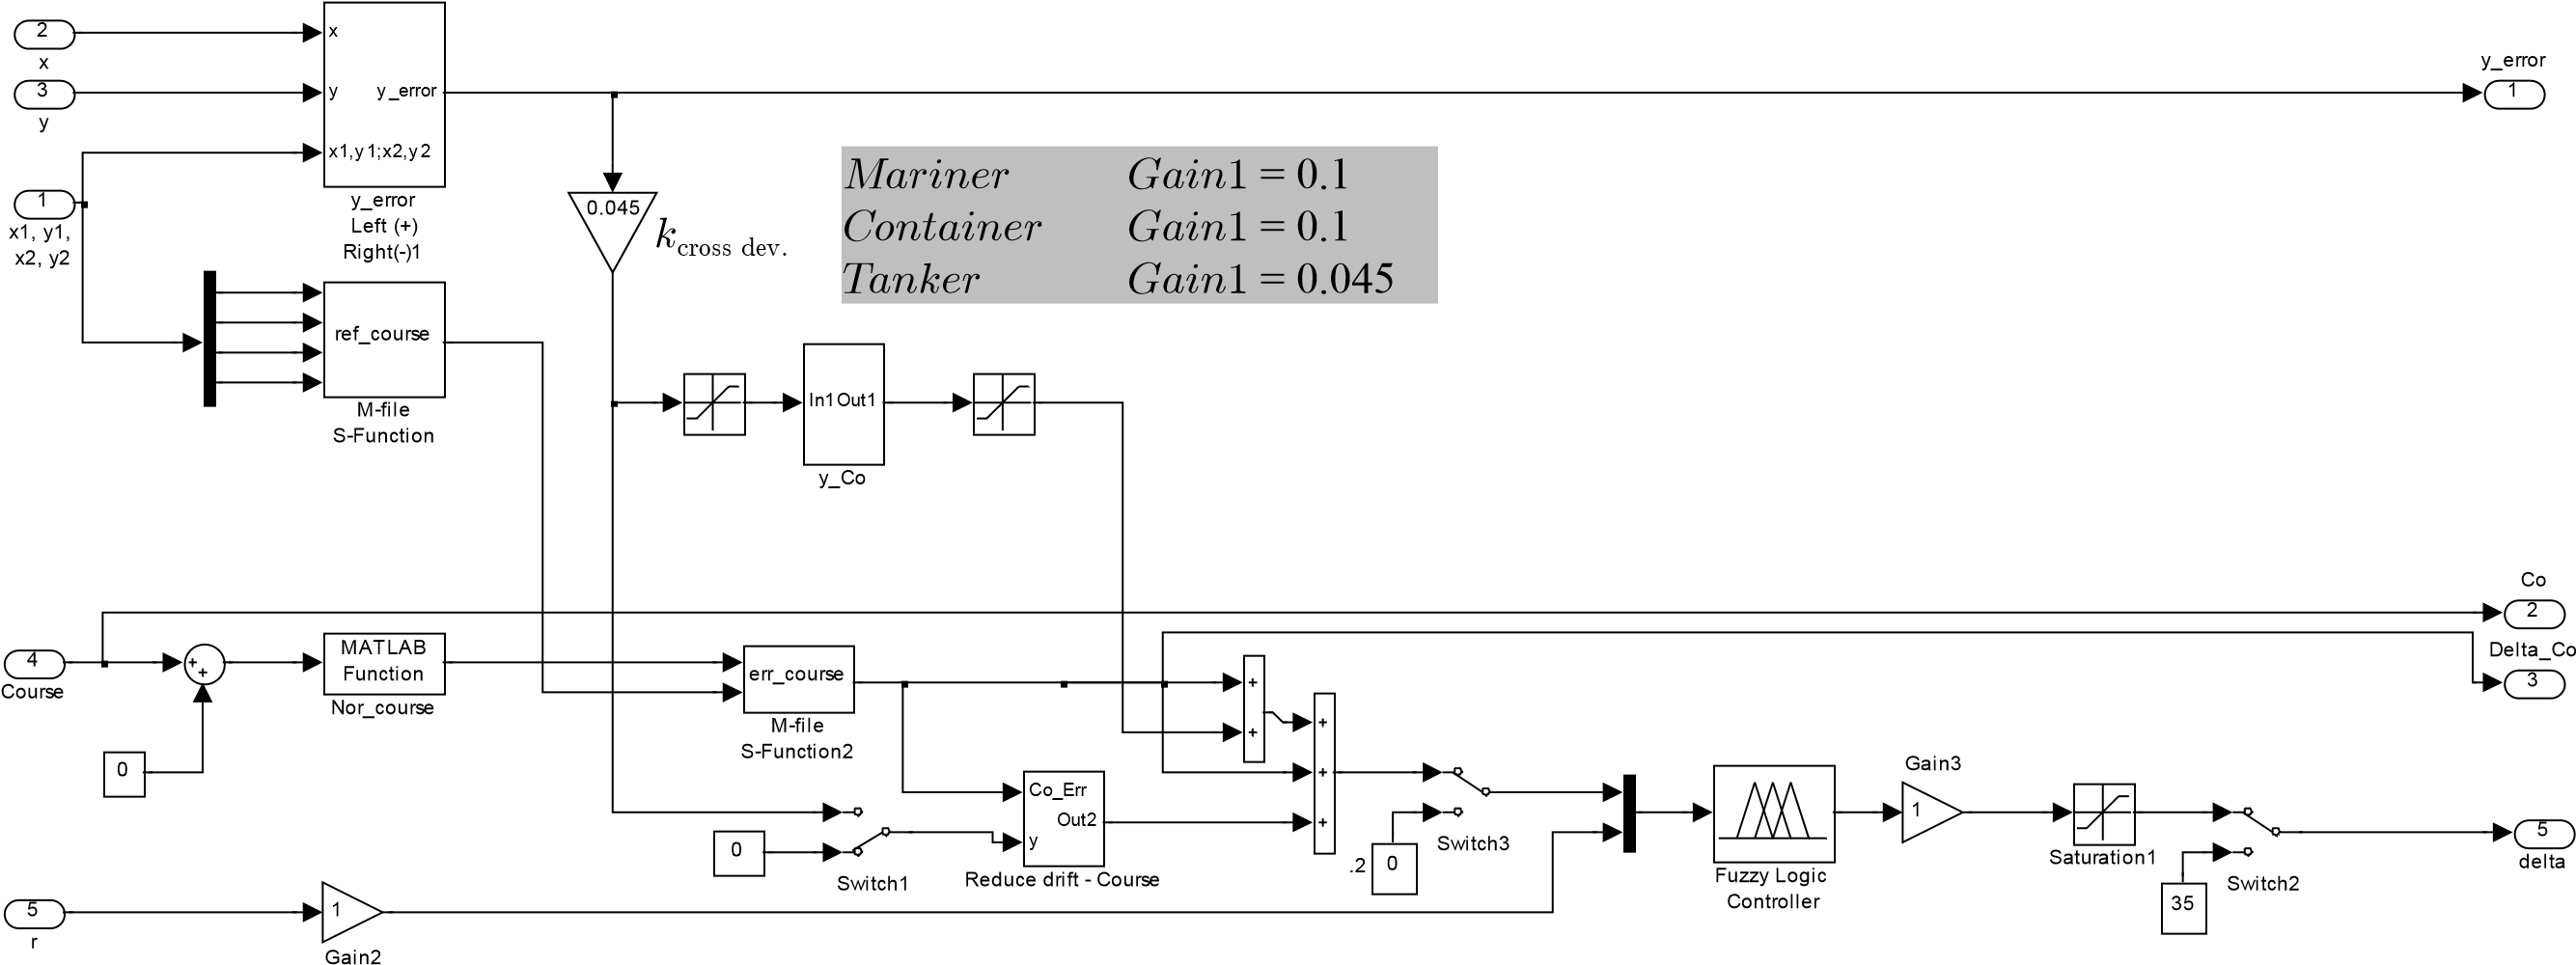 2
x
3
y
1
x1, y1,
x2, y2
x
y
y_error
x1,y1;x2,y2
y_error
Left (+)
Right(-)1
y_error
1
0.045
k cross dev.
Mariner Gain1 = 0.1
Container Gain1 = 0.1
Tanker Gain1 = 0.045
ref_course
M-file
S-Function
In1 Out1
y_Co
Co
2
Delta_Co
3
4
Course
+
+
0
MATLAB
Function
Nor_course
err_course
M-file
S-Function2
+
+
+
+
+
0
Switch1
Co_Err
Out2
y
Reduce drift - Course
.2
0
Switch3
Fuzzy Logic
Controller
Gain3
1
Saturation1
35
Switch2
5
delta
5
r
1
Gain2